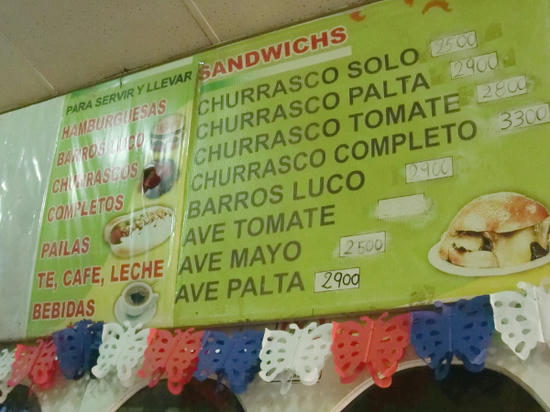 PARA SERVIR Y LLEVAR
HAMBURGUESAS
BARROS LUCO
CHURRASCOS
COMPLETOS
PAILAS
TE, CAFE, LECHE
BEBIDAS
SANDWICHS
CHURRASCO SOLO 2500
CHURRASCO PALTA 2900
CHURRASCO TOMATE 2800
CHURRASCO COMPLETO 3300
BARROS LUCO 2900
AVE TOMATE
AVE MAYO 2500
AVE PALTA 2900